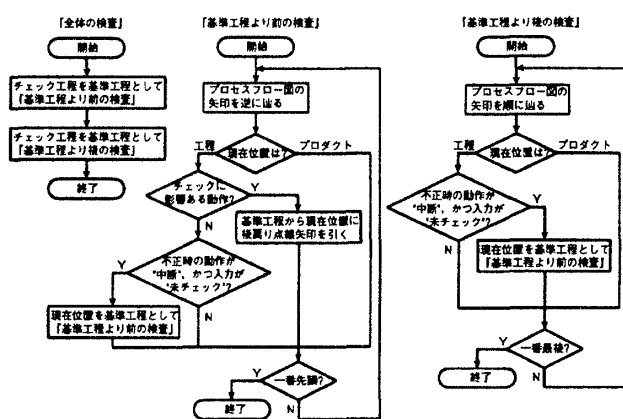 「全体の検査」
開始
チェック工程を基準工程として
「基準工程より前の検査」
チェック工程を基準工程として
「基準工程より後の検査」
終了
「基準工程より前の検査」
開始
プロセスフロー図の
矢印を逆に辿る
現在位置は?
工程
プロダクト
チェックに
影響ある動作?
Y
N
基準工程から現在位置に
後戻り点線矢印を引く
不正時の動作が
"中断", かつ入力が
"未チェック"?
Y
N
現在位置を基準工程として
「基準工程より前の検査」
一番先頭?
Y
N
終了
「基準工程より後の検査」
開始
プロセスフロー図の
矢印を順に辿る
現在位置は?
工程
プロダクト
不正時の動作が
"中断", かつ入力が
"未チェック"?
Y
N
現在位置を基準工程として
「基準工程より前の検査」
一番最後?
Y
N
終了